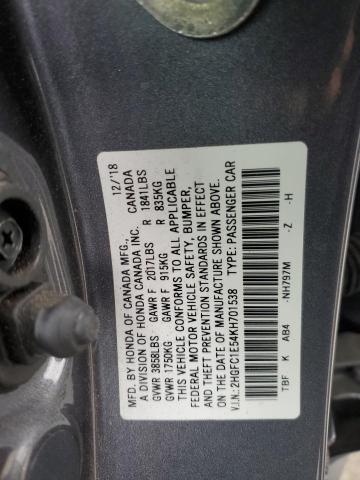 MFD. BY HONDA OF CANADA MFG., 12/'18
A DIVISION OF HONDA CANADA INC. CANADA
GVWR 3858LBS GAWR F 2017LBS R 1841LBS
GVWR 1750KG GAWR F 915KG R 835KG
THIS VEHICLE CONFORMS TO ALL APPLICABLE
FEDERAL MOTOR VEHICLE SAFETY, BUMPER,
AND THEFT PREVENTION STANDARDS IN EFFECT
ON THE DATE OF MANUFACTURE SHOWN ABOVE.
V.I.N.:2HGFC1E54KH701538 TYPE: PASSENGER CAR
TBF K AB4 -NH797M -Z -H